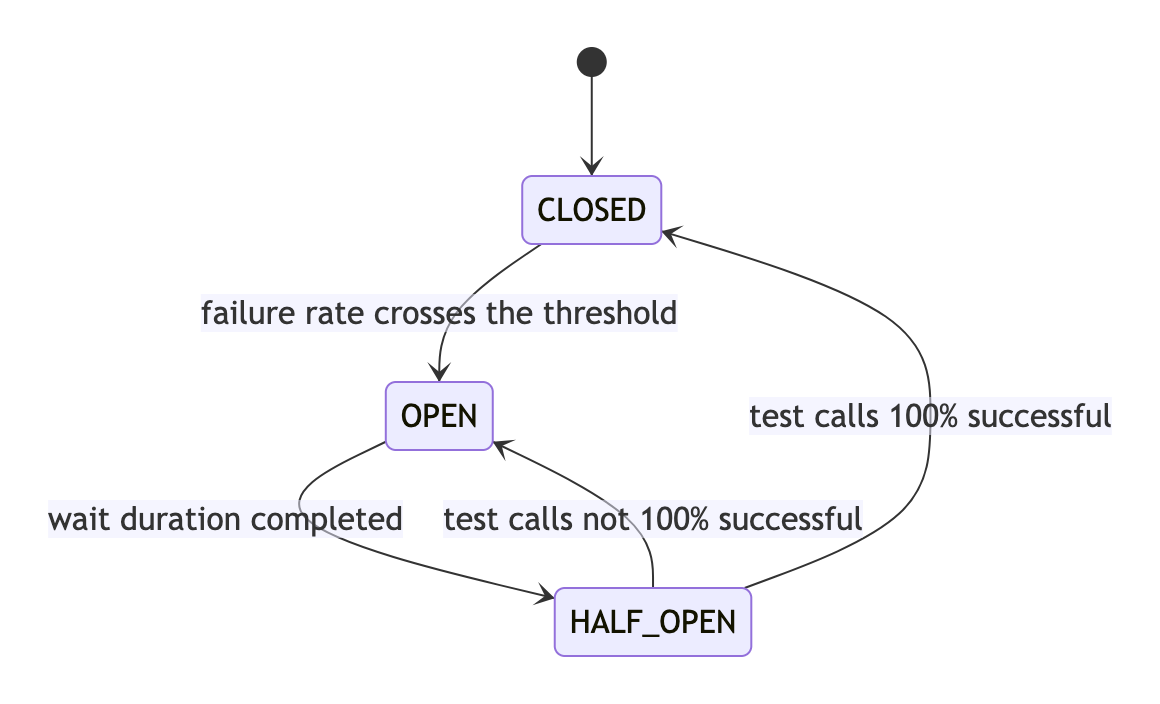 CLOSED
failure rate crosses the threshold
OPEN
test calls 100% successful
wait duration completed
test calls not 100% successful
HALF_OPEN